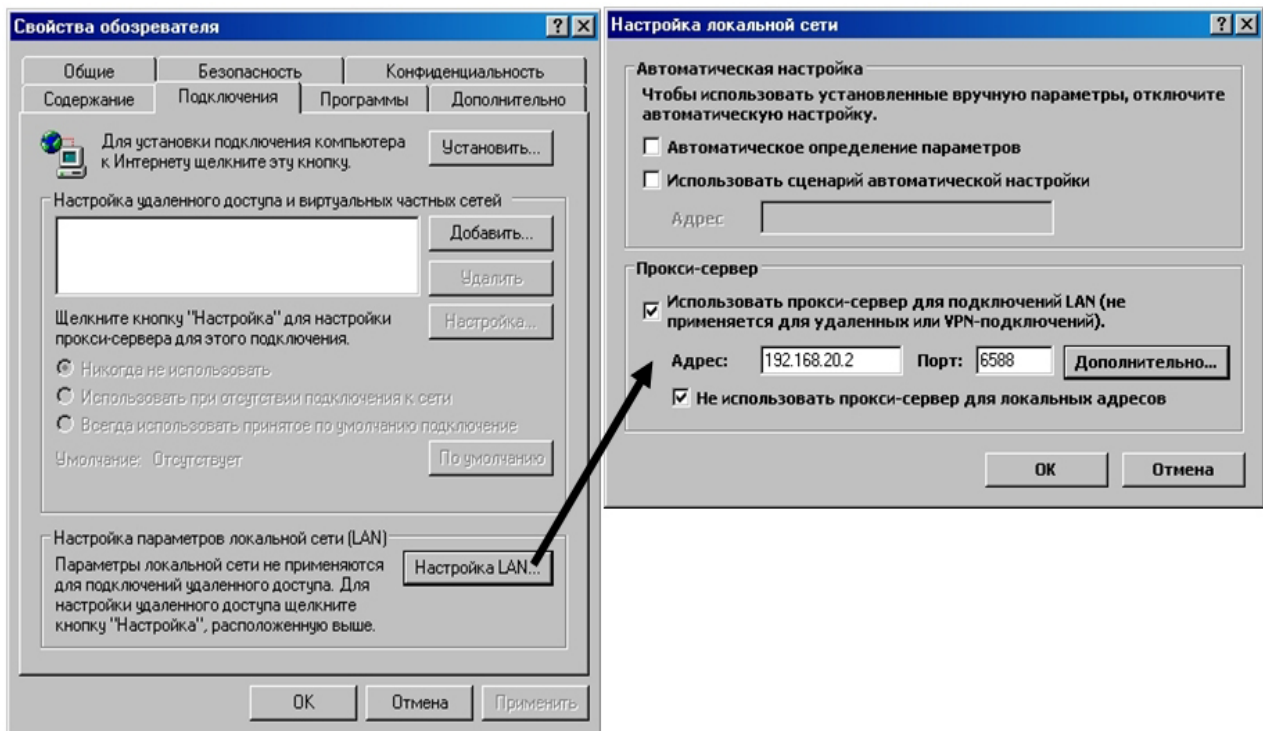 Свойства обозревателя
Общие
Безопасность
Конфиденциальность
Содержание
Подключения
Программы
Дополнительно
Для установки подключения компьютера
к Интернету щелкните эту кнопку.
Установить...
Настройка удаленного доступа и виртуальных частных сетей
Добавить...
Удалить
Щелкните кнопку "Настройка" для настройки
прокси-сервера для этого подключения.
Настройка...
Никогда не использовать
Использовать при отсутствии подключения к сети
Всегда использовать принятое по умолчанию подключение
Умолчание: Отсутствует
По умолчанию
Настройка параметров локальной сети (LAN)
Параметры локальной сети не применяются
для подключений удаленного доступа. Для
настройки удаленного доступа щелкните
кнопку "Настройка", расположенную выше.
Настройка LAN...
OK
Отмена
Применить
Настройка локальной сети
Автоматическая настройка
Чтобы использовать установленные вручную параметры, отключите
автоматическую настройку.
Автоматическое определение параметров
Использовать сценарий автоматической настройки
Адрес
Прокси-сервер
Использовать прокси-сервер для подключений LAN (не
применяется для удаленных или VPN-подключений).
Адрес: 192.168.20.2 Порт: 6588 Дополнительно...
Не использовать прокси-сервер для локальных адресов
OK
Отмена